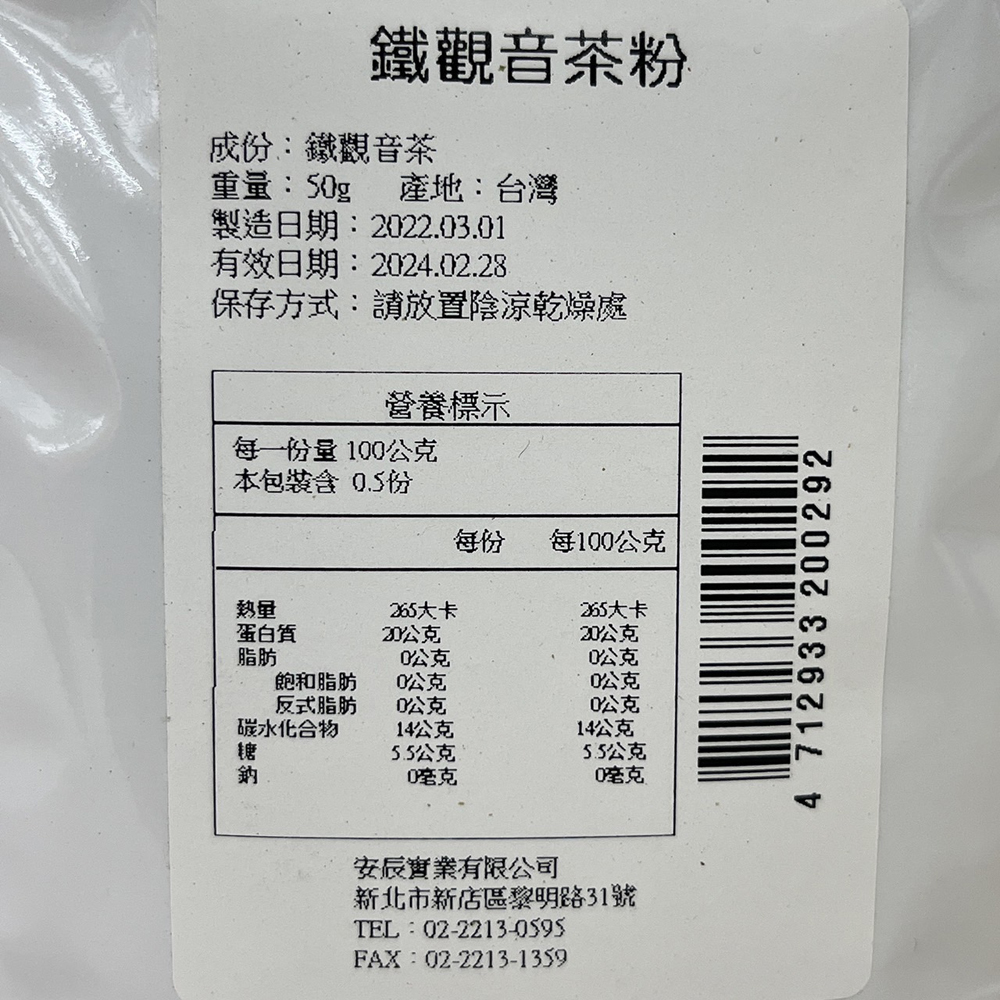 鐵觀音茶粉
成份：鐵觀音茶
重量：50g 產地：台灣
製造日期：2022.03.01
有效日期：2024.02.28
保存方式：請放置陰涼乾燥處
營養標示
每一份量 100公克
本包裝含 0.5份
每份 每100公克
熱量 265大卡 265大卡
蛋白質 20公克 20公克
脂肪 0公克 0公克
飽和脂肪 0公克 0公克
反式脂肪 0公克 0公克
碳水化合物 14公克 14公克
糖 5.5公克 5.5公克
鈉 0毫克 0毫克
4 712933 200292
安辰實業有限公司
新北市新店區黎明路31號
TEL：02-2213-0595
FAX：02-2213-1359